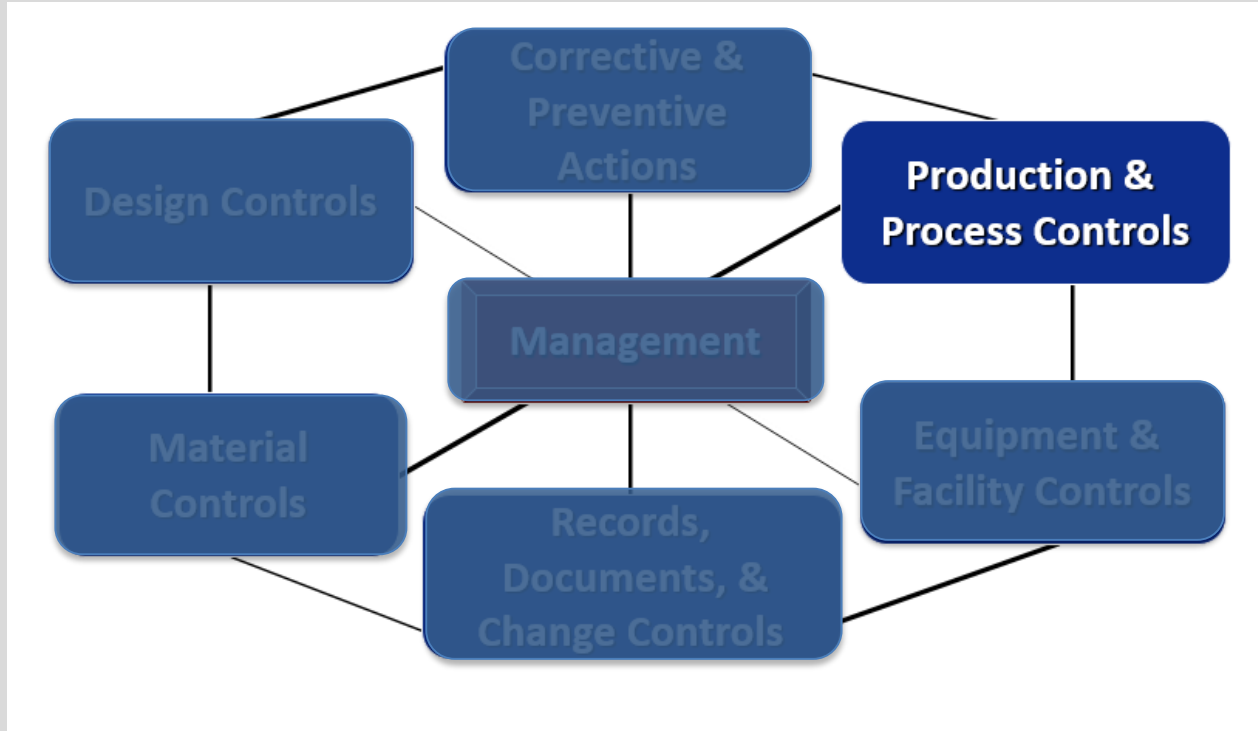 Corrective &
Preventive
Actions
Design Controls
Production &
Process Controls
Management
Material
Controls
Equipment &
Facility Controls
Records,
Documents, &
Change Controls